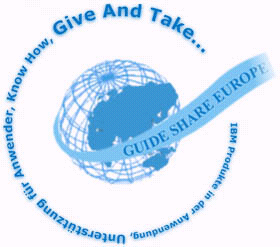 IBM Produkte in der Anwendung, Unterstützung für Anwender, Know How, Give And Take...
GUIDE SHARE EUROPE